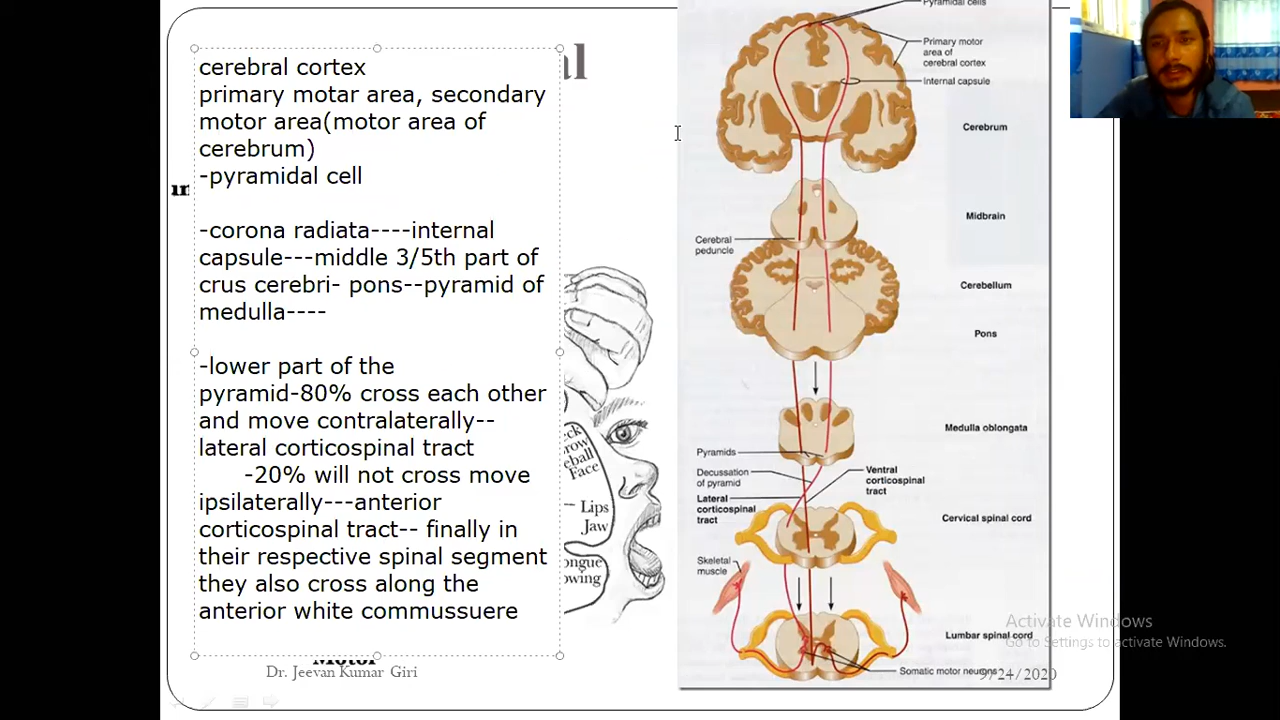 al
cerebral cortex
primary motar area, secondary
motor area(motor area of
cerebrum)
-pyramidal cell
-corona radiata----internal
capsule---middle 3/5th part of
crus cerebri- pons--pyramid of
medulla----
-lower part of the
pyramid-80% cross each other
and move contralaterally--
lateral corticospinal tract
-20% will not cross move
ipsilaterally---anterior
corticospinal tract-- finally in
their respective spinal segment
they also cross along the
anterior white commussuere
Face
Lips
Jaw
Motor
Dr. Jeevan Kumar Giri
Pyramidal cells
Primary motor
area of
cerebral cortex
Internal capsule
Cerebrum
Midbrain
Cerebral
peduncle
Cerebellum
Pons
Medulla oblongata
Pyramids
Decussation
of pyramid
Ventral
corticospinal
tract
Lateral
corticospinal
tract
Cervical spinal cord
Skeletal
muscle
Lumbar spinal cord
Somatic motor neurons
9/24/2020
Activate Windows
Go to Settings to activate Windows.